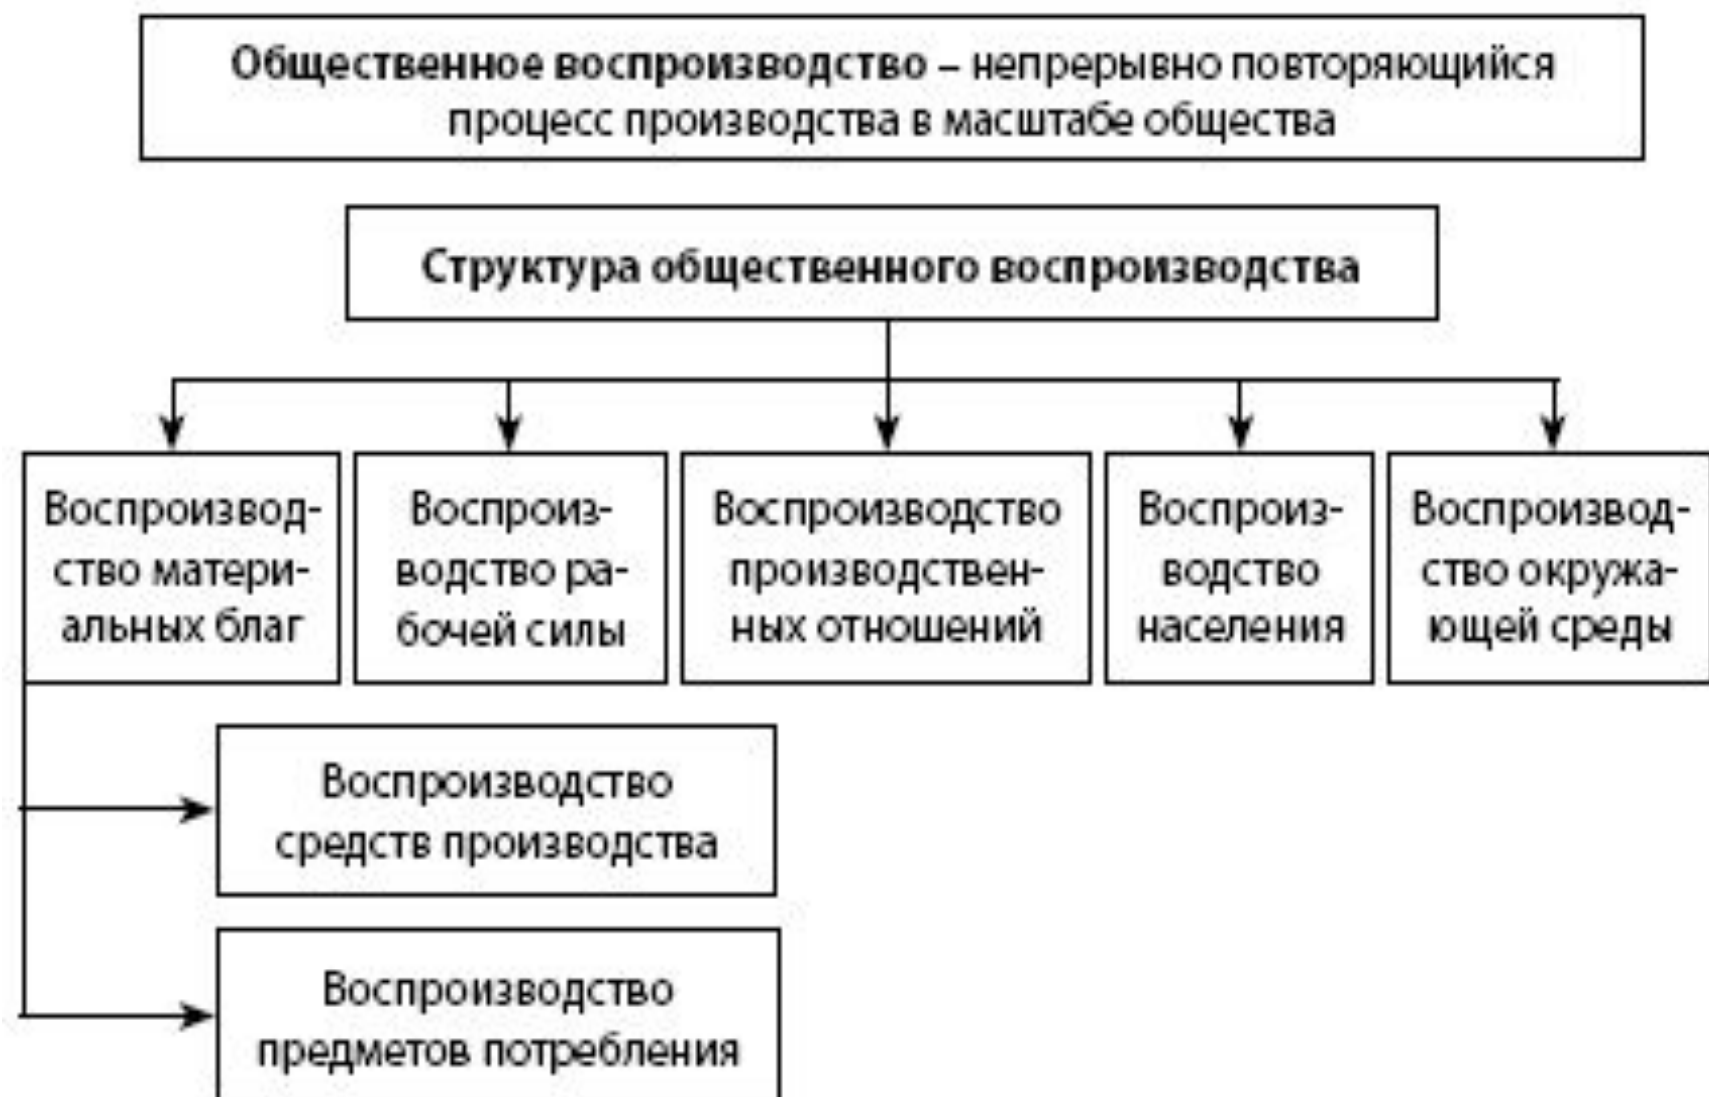 Общественное воспроизводство – непрерывно повторяющийся
процесс производства в масштабе общества
Структура общественного воспроизводства
Воспроизвод-
ство матери-
альных благ
Воспроиз-
водство ра-
бочей силы
Воспроизводство
производствен-
ных отношений
Воспроиз-
водство
населения
Воспроизвод-
ство окружа-
ющей среды
Воспроизводство
средств производства
Воспроизводство
предметов потребления